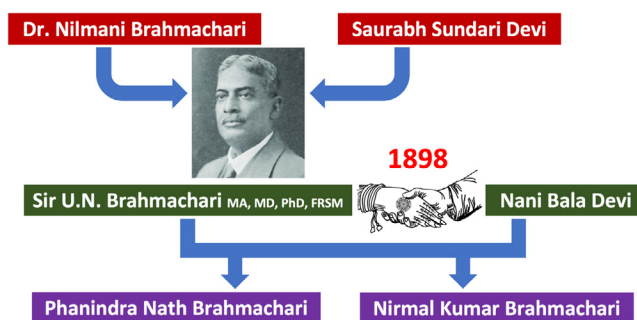 Dr. Nilmani Brahmachari
Saurabh Sundari Devi
1898
Sir U.N. Brahmachari MA, MD, PhD, FRSM
Nani Bala Devi
Phanindra Nath Brahmachari
Nirmal Kumar Brahmachari